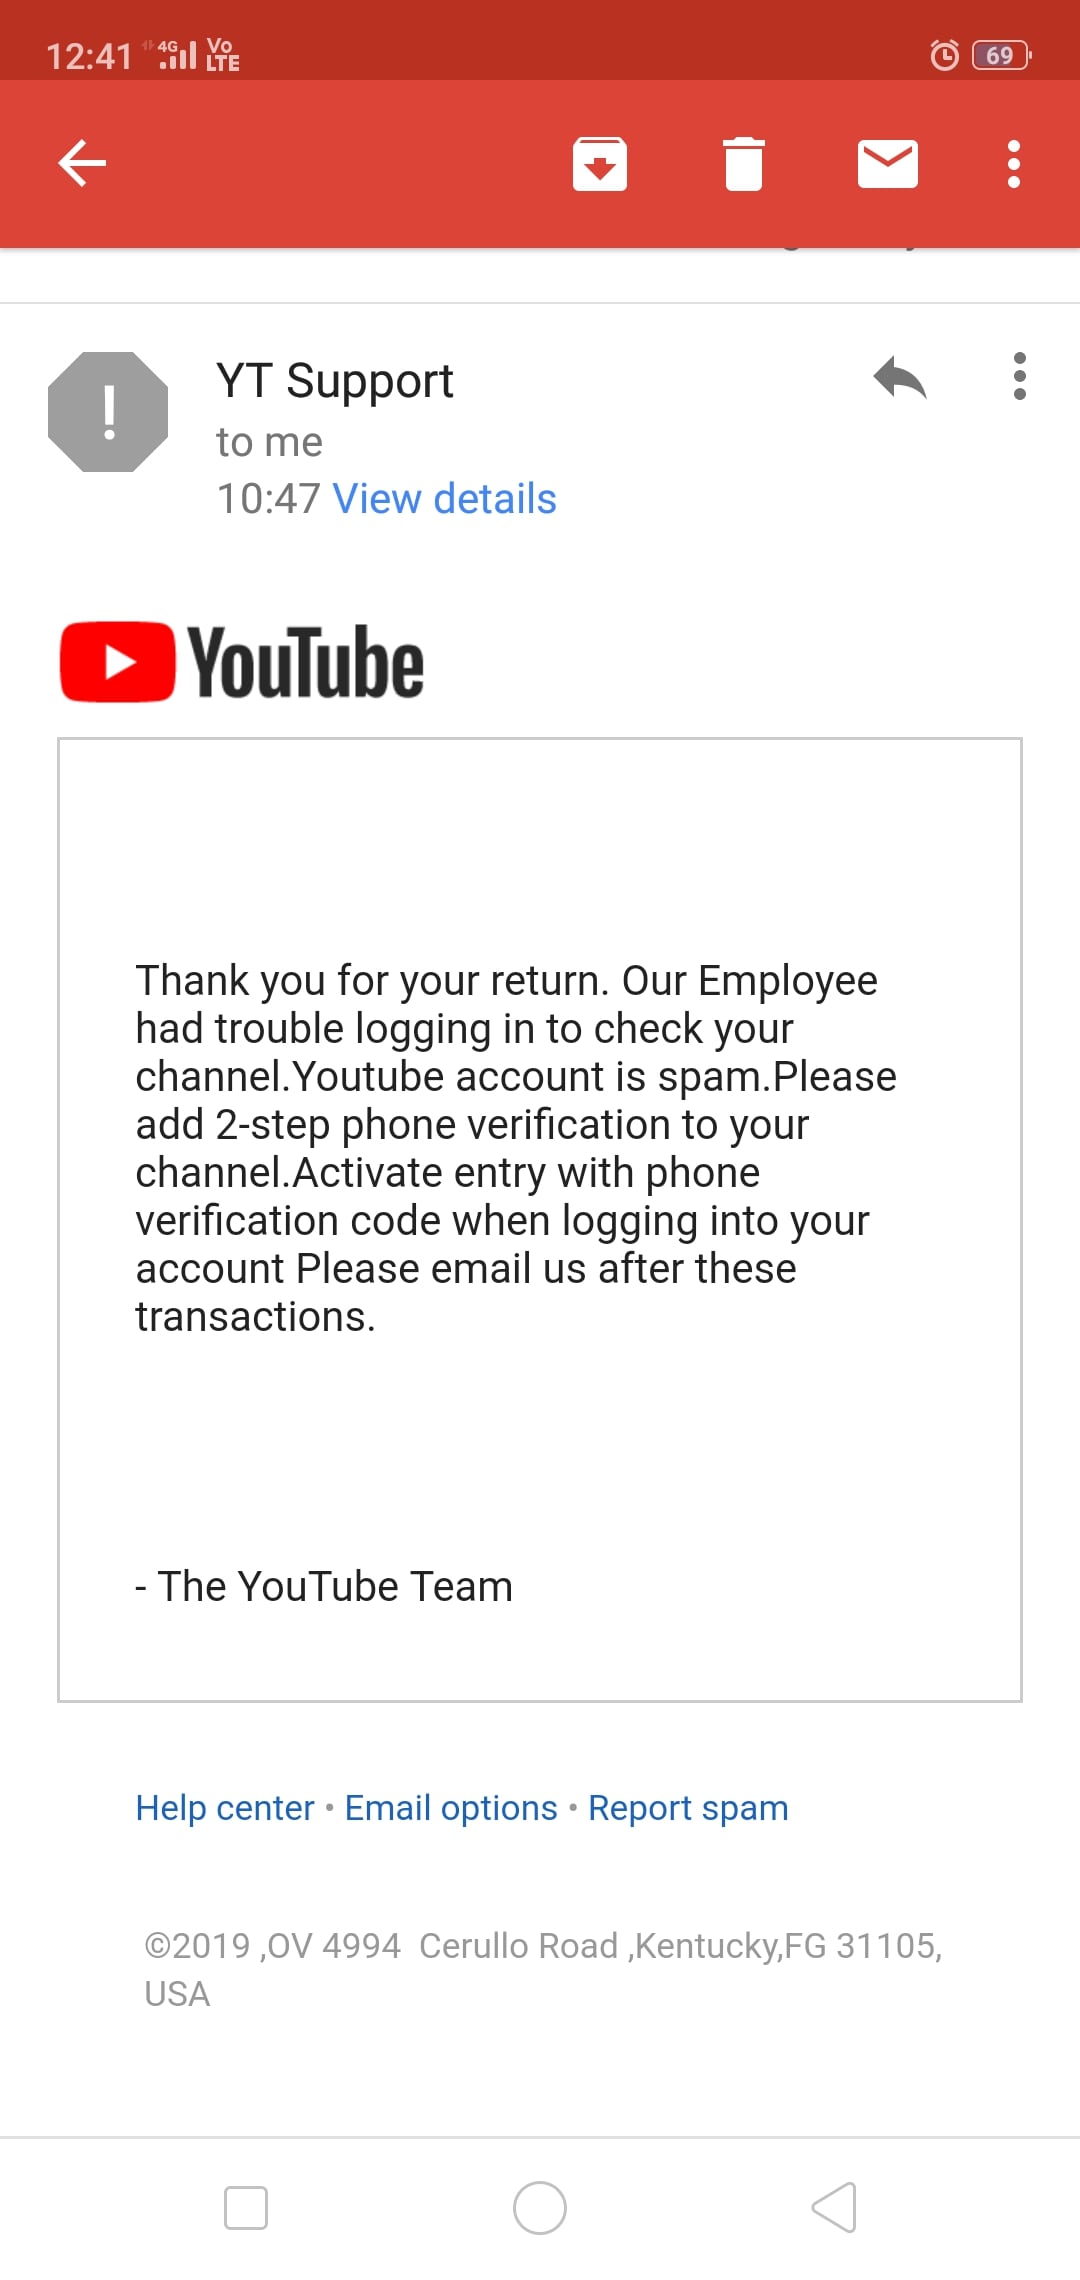 12:41 4G Vo LTE 69
YT Support
to me
10:47 View details
YouTube
Thank you for your return. Our Employee
had trouble logging in to check your
channel.Youtube account is spam.Please
add 2-step phone verification to your
channel.Activate entry with phone
verification code when logging into your
account Please email us after these
transactions.
- The YouTube Team
Help center • Email options • Report spam
©2019 ,OV 4994  Cerullo Road ,Kentucky,FG 31105,
USA